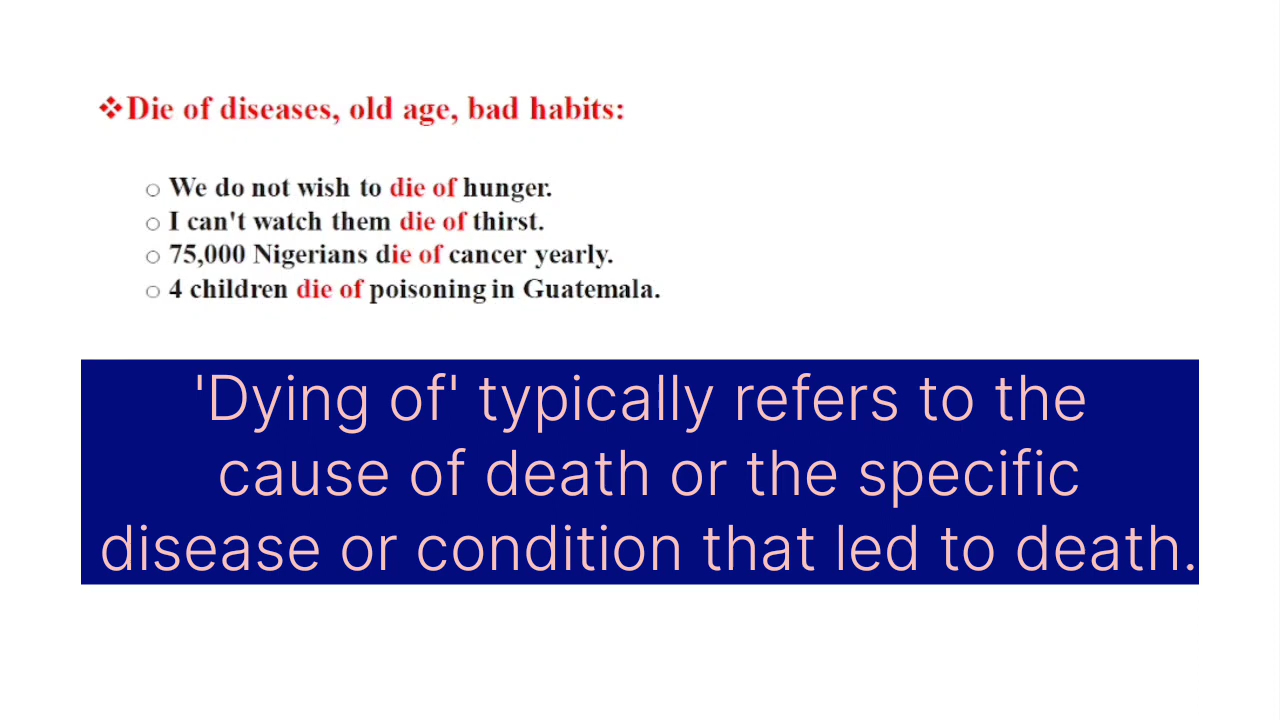 ❖Die of diseases, old age, bad habits:
○ We do not wish to die of hunger.
○ I can't watch them die of thirst.
○ 75,000 Nigerians die of cancer yearly.
○ 4 children die of poisoning in Guatemala.
'Dying of' typically refers to the
cause of death or the specific
disease or condition that led to death.